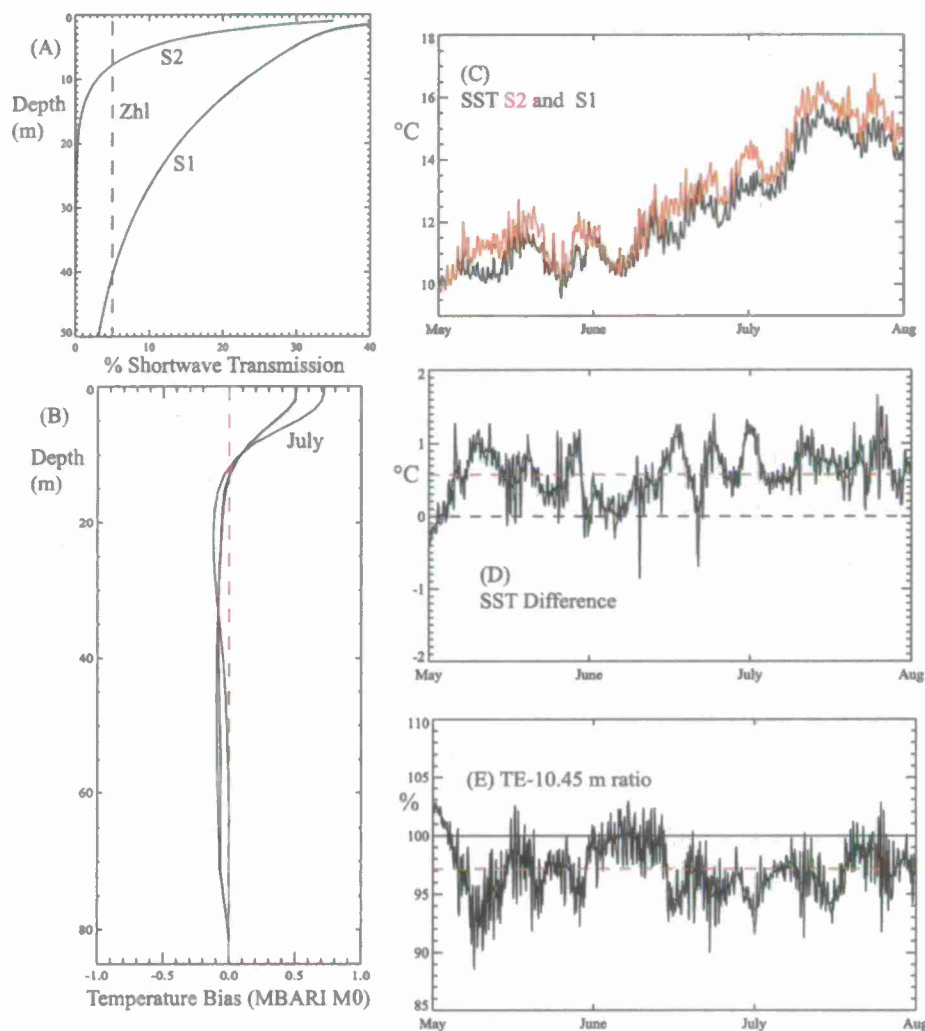 (A)
Depth
(m)
0
10
20
30
40
50
S2
Zhl
S1
0 10 20 30 40
% Shortwave Transmission
(B)
Depth
(m)
0
20
40
60
80
July
-1.0 -0.5 0.0 0.5 1.0
Temperature Bias (MBARI M0)
(C)
SST S2 and S1
°C
18
16
14
12
10
May June July Aug
2
1
°C
0
-1
-2
(D)
SST Difference
May June July Aug
110
105
%
100
95
90
85
(E) TE-10.45 m ratio
May June July Aug